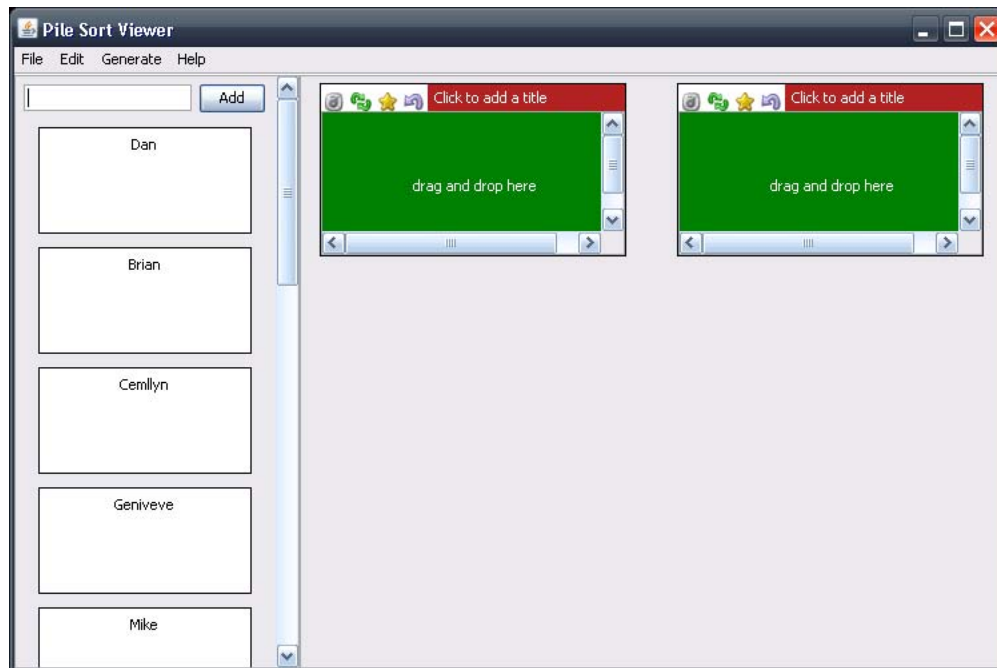 Pile Sort Viewer
File Edit Generate Help
Add
Click to add a title
Click to add a title
drag and drop here
drag and drop here
Dan
Brian
Cemllyn
Geniveve
Mike